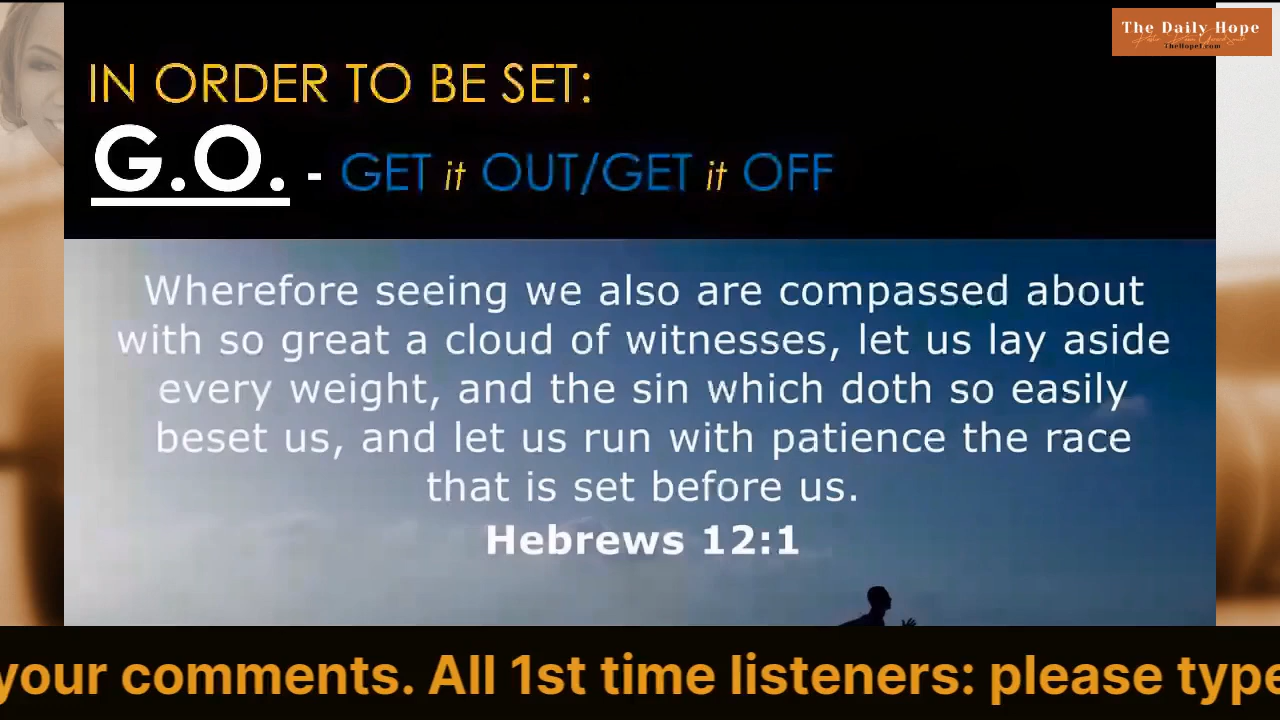 The Daily Hope
TheHope1.com
IN ORDER TO BE SET:
G.O. - GET it OUT/GET it OFF
Wherefore seeing we also are compassed about
with so great a cloud of witnesses, let us lay aside
every weight, and the sin which doth so easily
beset us, and let us run with patience the race
that is set before us.
Hebrews 12:1
your comments. All 1st time listeners: please type